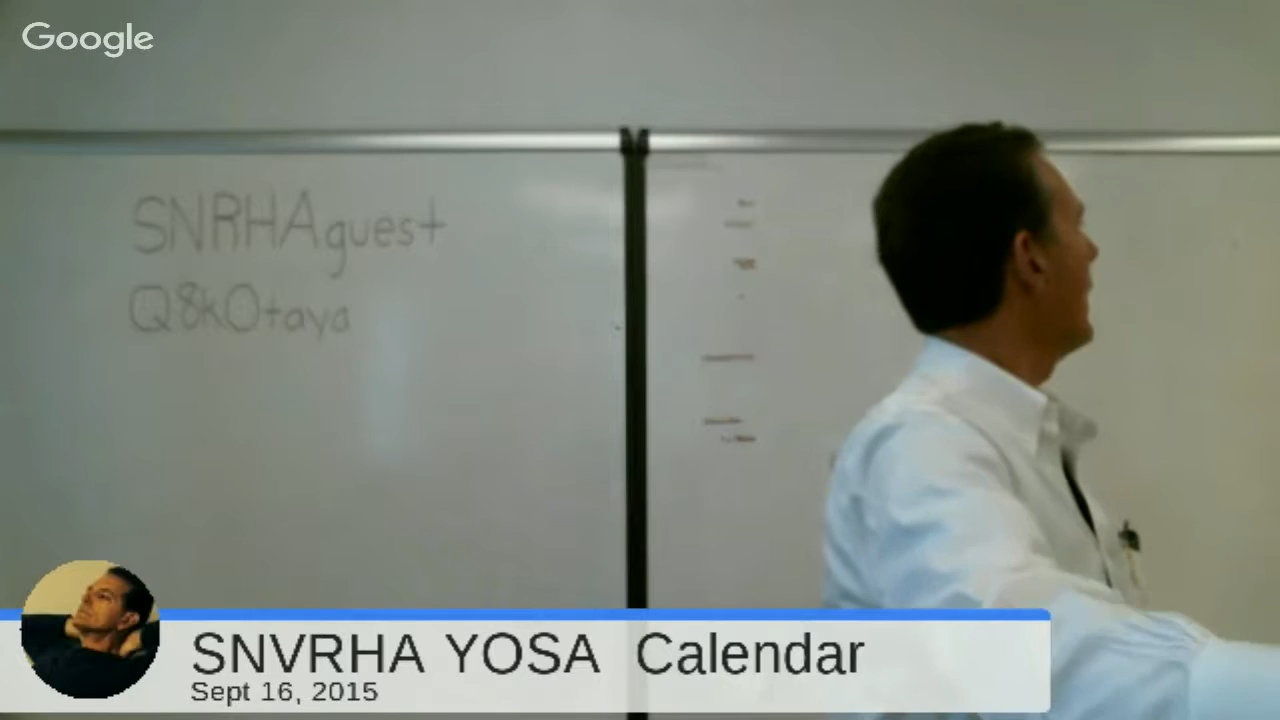 Google
SNRHAguest
Q8kOtaya
SNVRHA YOSA Calendar
Sept 16, 2015